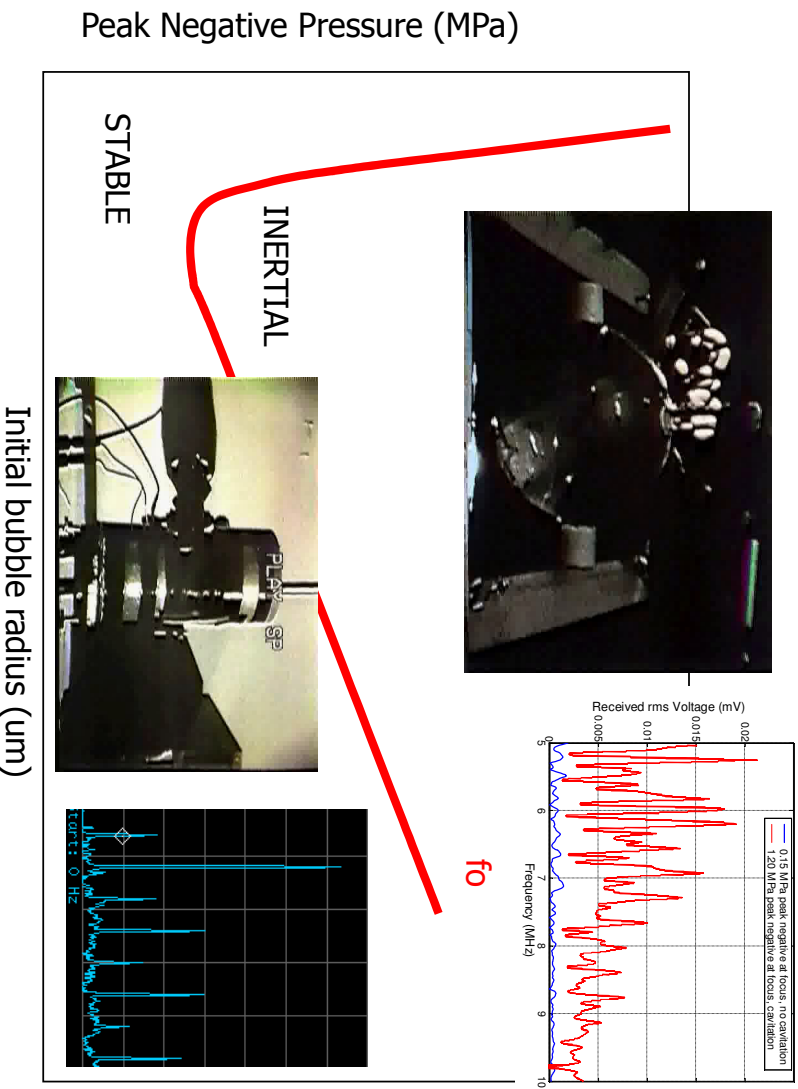 Peak Negative Pressure (MPa)
STABLE
INERTIAL
Initial bubble radius (um)
fo
PLAY SP
Received rms Voltage (mV)
0.02
0.015
0.01
0.005
0
5
6
7
8
9
10
Frequency (MHz)
0.15 MPa peak negative at focus, no cavitation
1.20 MPa peak negative at focus, cavitation
tart: 0 Hz